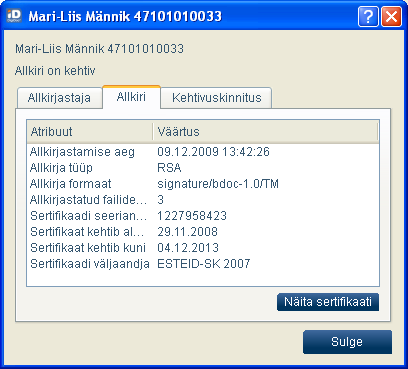 Mari-Liis Männik 47101010033
Mari-Liis Männik 47101010033
Allkiri on kehtiv
Allkirjastaja Allkiri Kehtivuskinnitus
Atribuut Väärtus
Allkirjastamise aeg 09.12.2009 13:42:26
Allkirja tüüp RSA
Allkirja formaat signature/bdoc-1.0/TM
Allkirjastatud failide... 3
Sertifikaadi seerian... 1227958423
Sertifikaat kehtib al... 29.11.2008
Sertifikaat kehtib kuni 04.12.2013
Sertifikaadi väljaandja ESTEID-SK 2007
Näita sertifikaati
Sulge